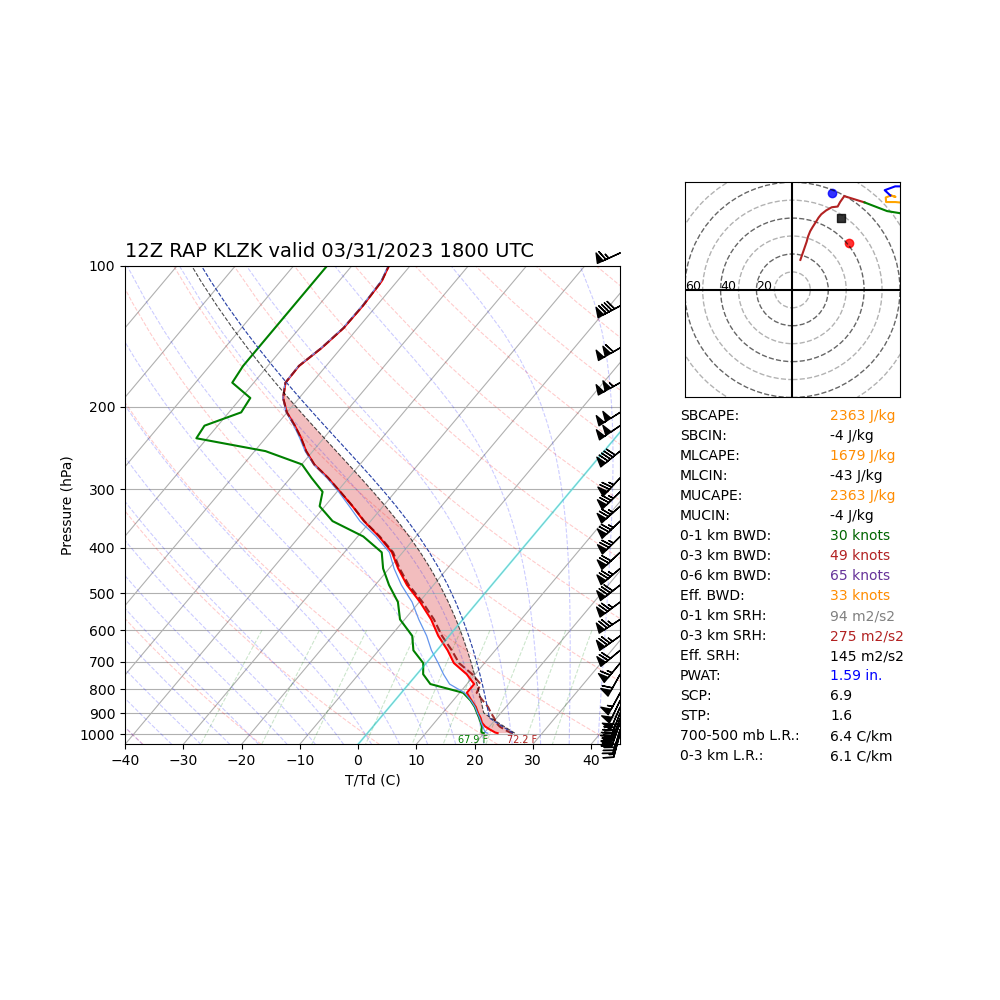 12Z RAP KLZK valid 03/31/2023 1800 UTC
100
200
300
400
500
600
700
800
900
1000
Pressure (hPa)
67.9 F 72.2 F
−40 −30 −20 −10 0 10 20 30 40
T/Td (C)
60 40 20
SBCAPE: 2363 J/kg
SBCIN: -4 J/kg
MLCAPE: 1679 J/kg
MLCIN: -43 J/kg
MUCAPE: 2363 J/kg
MUCIN: -4 J/kg
0-1 km BWD: 30 knots
0-3 km BWD: 49 knots
0-6 km BWD: 65 knots
Eff. BWD: 33 knots
0-1 km SRH: 94 m2/s2
0-3 km SRH: 275 m2/s2
Eff. SRH: 145 m2/s2
PWAT: 1.59 in.
SCP: 6.9
STP: 1.6
700-500 mb L.R.: 6.4 C/km
0-3 km L.R.: 6.1 C/km